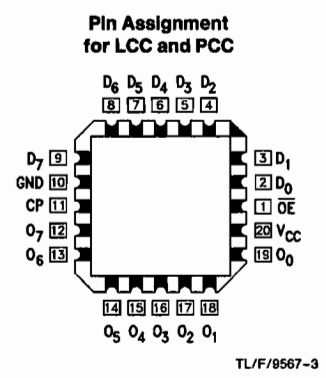 Pin Assignment
for LCC and PCC
D6 D5 D4 D3 D2
8 7 6 5 4
D7 9 3 D1
GND 10 2 D0
CP 11 1 O̅E̅
O7 12 20 VCC
O6 13 19 O0
14 15 16 17 18
O5 O4 O3 O2 O1
TL/F/9567-3